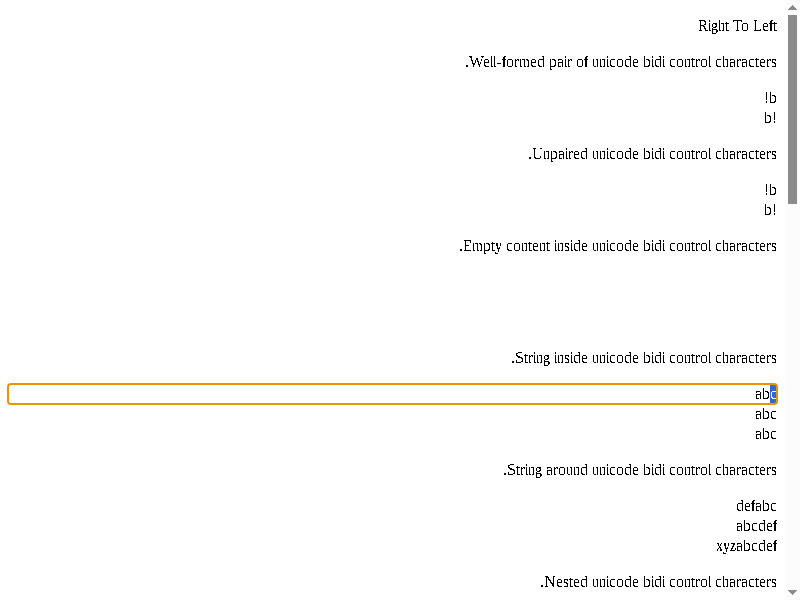 Right To Left
.Well-formed pair of unicode bidi control characters
!b
b!
.Unpaired unicode bidi control characters
!b
b!
.Empty content inside unicode bidi control characters
.String inside unicode bidi control characters
abc
abc
abc
.String around unicode bidi control characters
defabc
abcdef
xyzabcdef
.Nested unicode bidi control characters